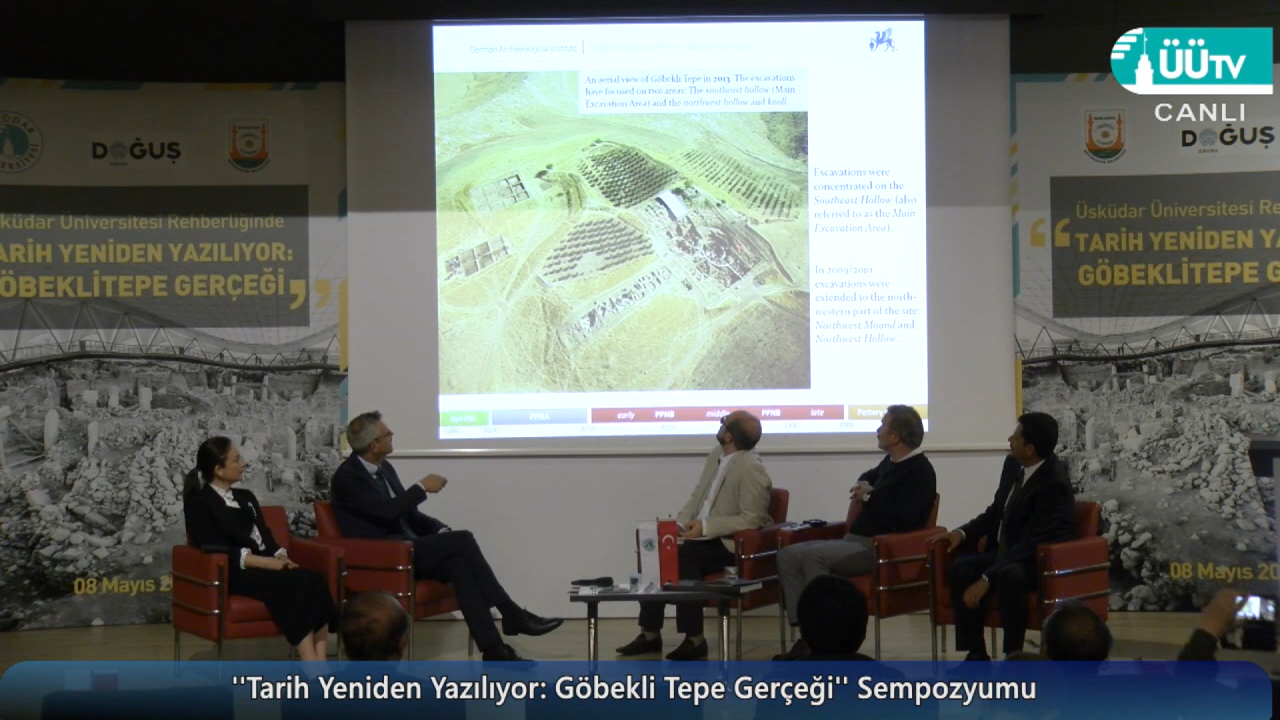 German Archaeological Institute
An aerial view of Göbekli Tepe in 2013. The excavations
have focused on two areas: The southeast hollow (Main
Excavation Area) and the northwest hollow and knoll.
Excavations were
concentrated on the
Southeast Hollow (also
referred to as the Main
Excavation Area).
In 2009/2010
excavations were
extended to the north-
western part of the site:
Northwest Mound and
Northwest Hollow.
PPNA
early PPNB middle PPNB late
Pottery
ÜÜTV
CANLI
DOĞUŞ
sküdar Üniversitesi Rehberliğinde
ARİH YENİDEN YAZILIYOR:
ÖBEKLİTEPE GERÇEĞİ
08 Mayıs 2
DOĞUŞ
Üsküdar Üniversitesi Re
TARİH YENİDEN YA
GÖBEKLİTEPE G
08 Mayıs 20
"Tarih Yeniden Yazılıyor: Göbekli Tepe Gerçeği" Sempozyumu